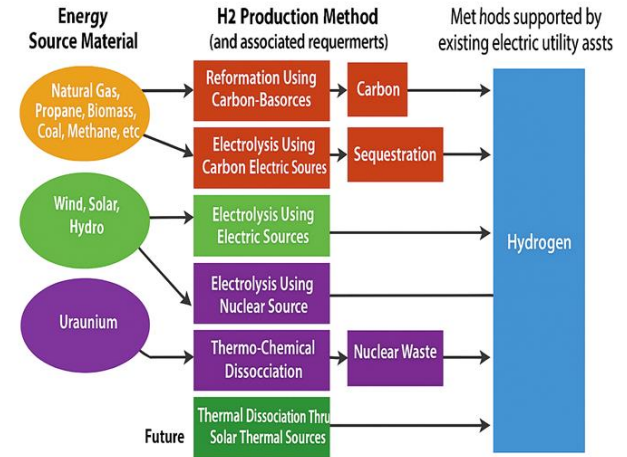 Energy
Source Material
H2 Production Method
(and associated requermerts)
Met hods supported by
existing electric utility assts
Natural Gas,
Propane, Biomass,
Coal, Methane, etc
Reformation Using
Carbon-Basorces
Carbon
Electrolysis Using
Carbon Electric Soures
Sequestration
Wind, Solar,
Hydro
Electrolysis Using
Electric Sources
Hydrogen
Electrolysis Using
Nuclear Source
Uraunium
Thermo-Chemical
Dissocciation
Nuclear Waste
Future
Thermal Dissociation Thru
Solar Thermal Sources